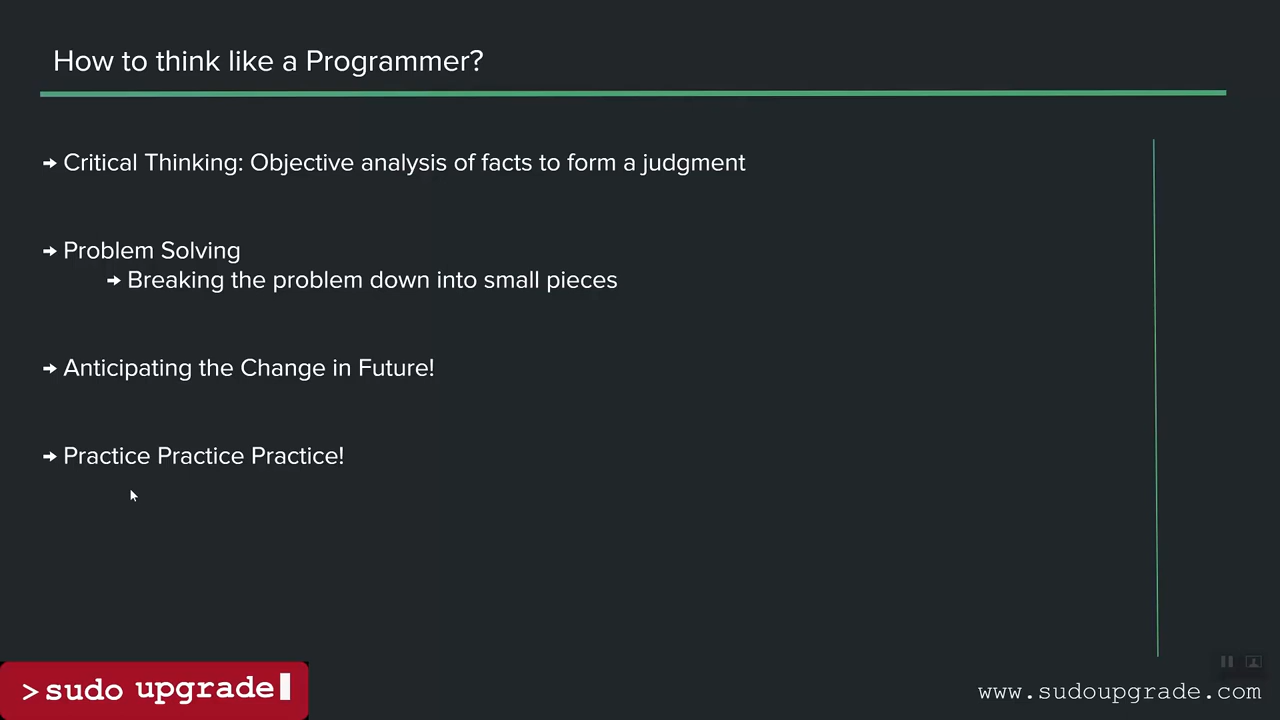 How to think like a Programmer?
→ Critical Thinking: Objective analysis of facts to form a judgment
→ Problem Solving
→ Breaking the problem down into small pieces
→ Anticipating the Change in Future!
→ Practice Practice Practice!
>sudo upgrade
www.sudoupgrade.com